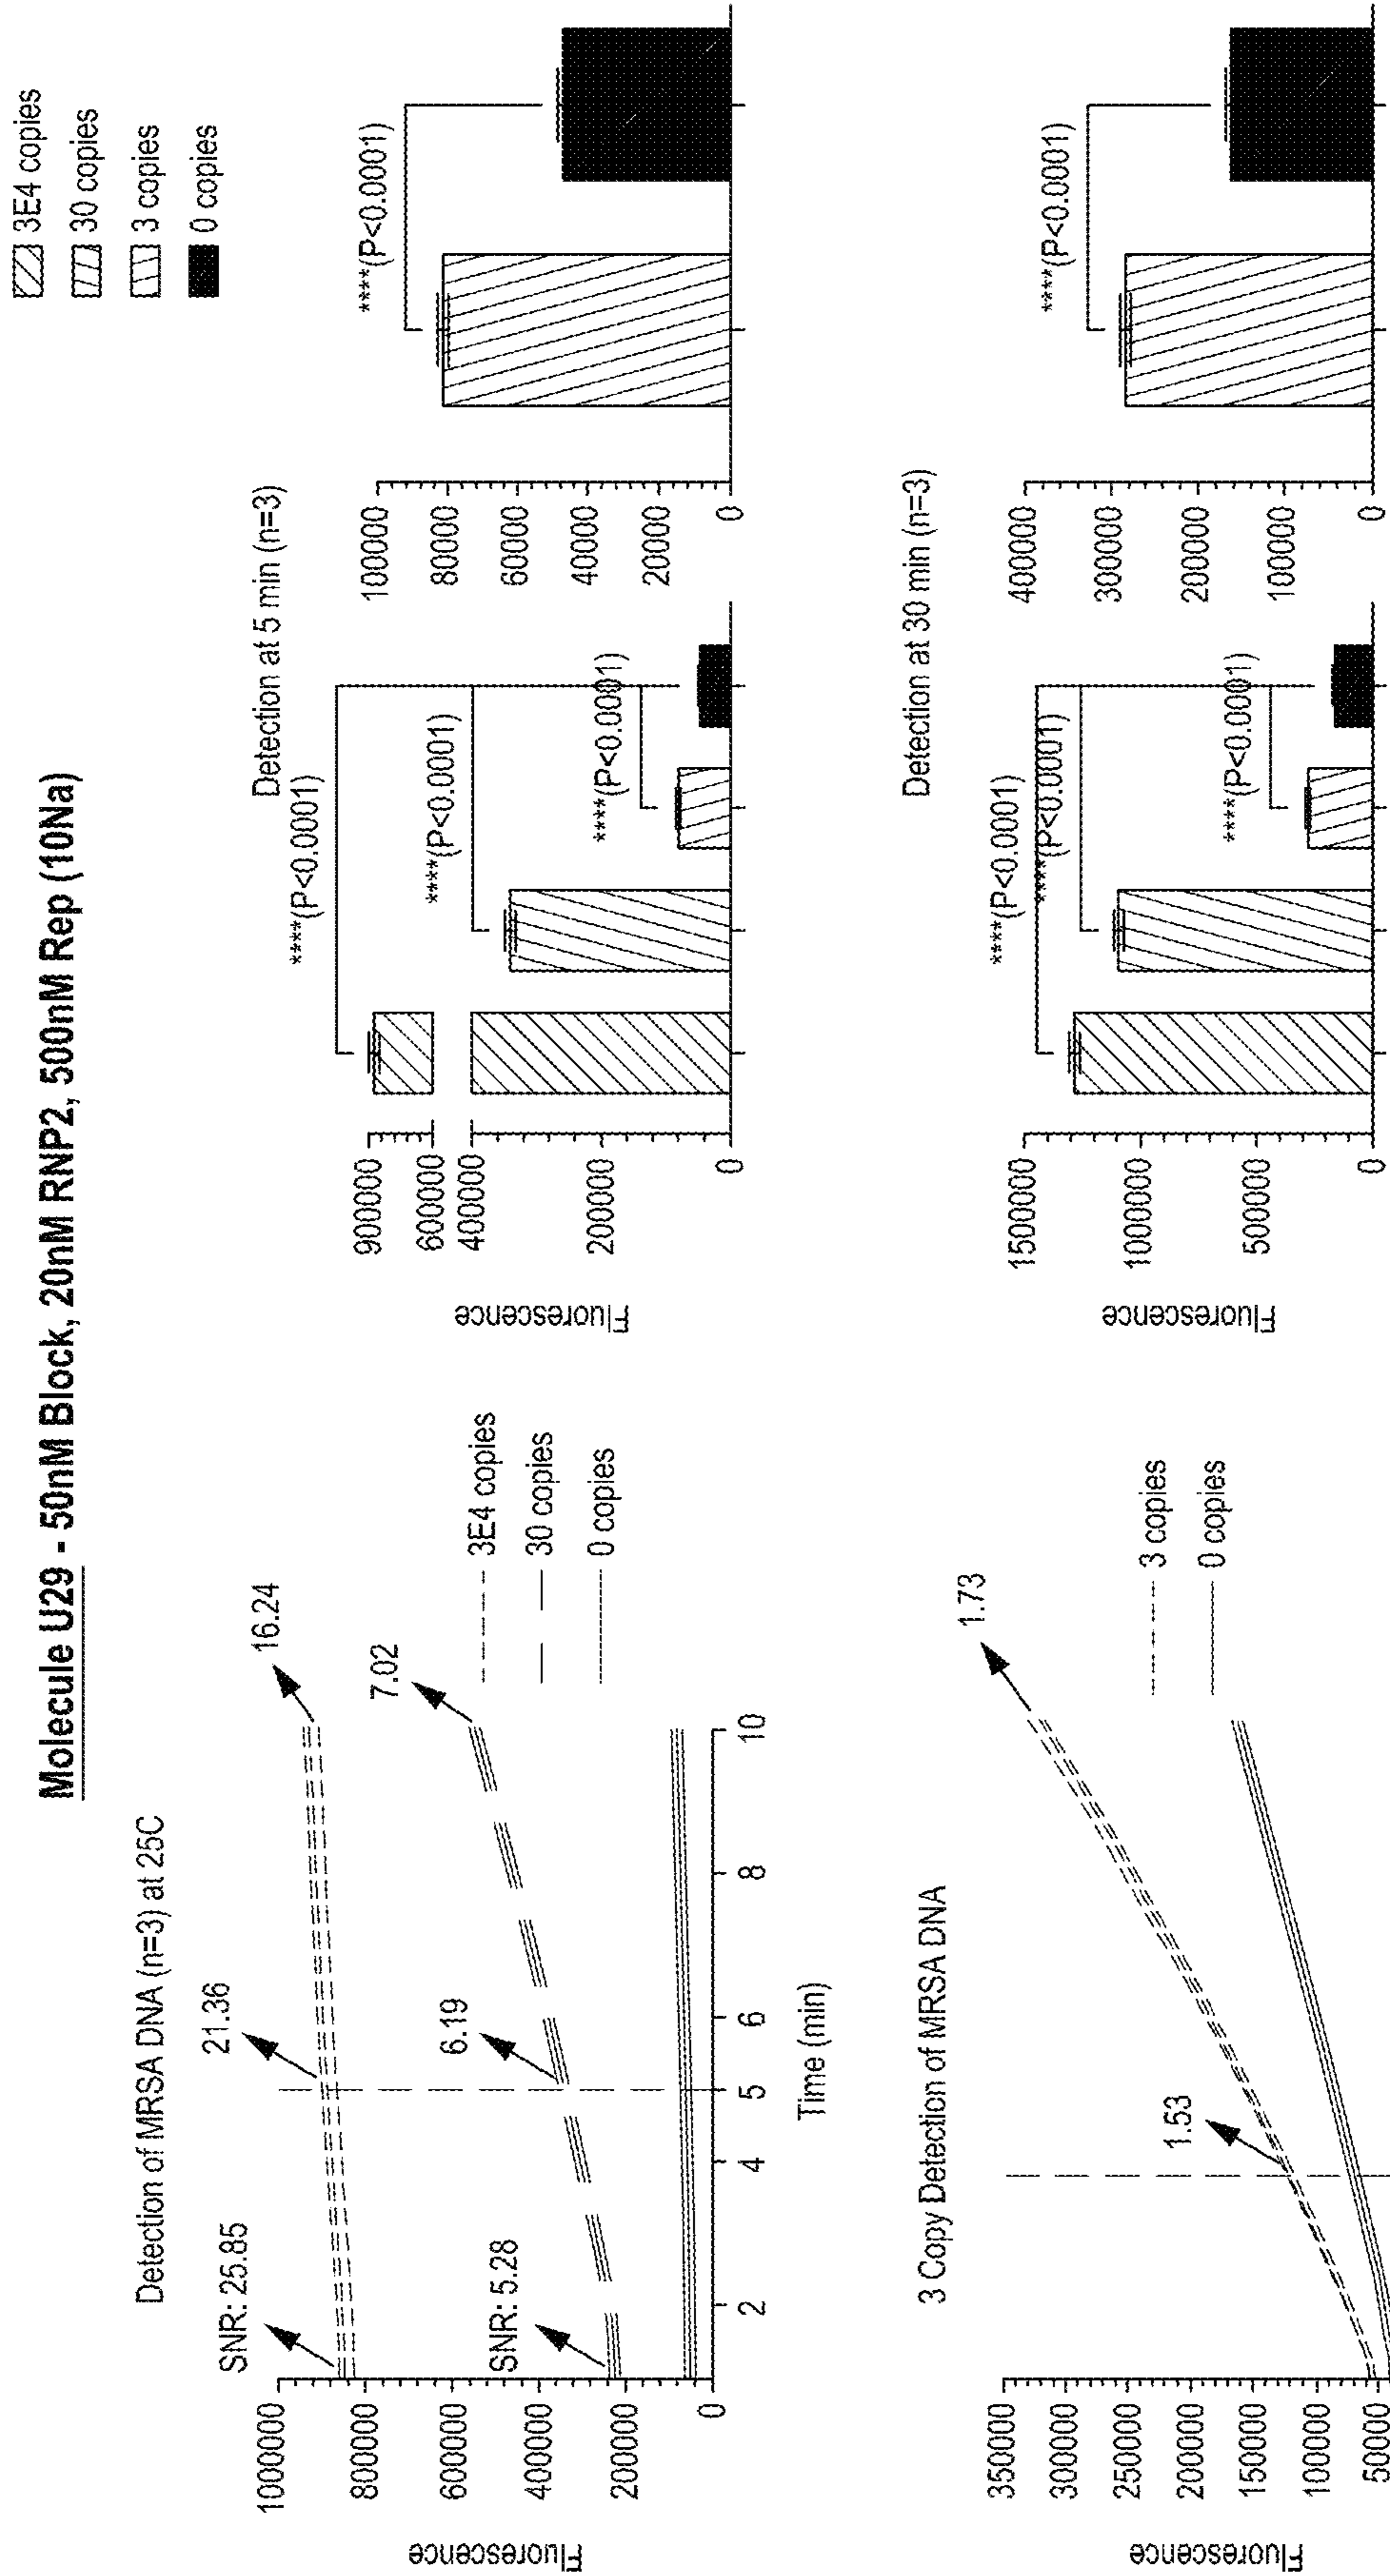 Molecule U29 - 50nM Block, 20nM RNP2, 500nM Rep (10Na)
3E4 copies
30 copies
3 copies
0 copies
Detection of MRSA DNA (n=3) at 25C
Fluorescence
1000000
800000
600000
400000
200000
0
SNR: 25.85
21.36
16.24
SNR: 5.28
6.19
7.02
2
4
5
6
8
10
Time (min)
3E4 copies
30 copies
0 copies
Detection at 5 min (n=3)
Fluorescence
900000
600000
400000
200000
0
****(P<0.0001)
****(P<0.0001)
****(P<0.0001)
100000
80000
60000
40000
20000
0
****(P<0.0001)
3 Copy Detection of MRSA DNA
Fluorescence
350000
300000
250000
200000
150000
100000
50000
1.53
1.73
3 copies
0 copies
Detection at 30 min (n=3)
Fluorescence
1500000
1000000
500000
0
****(P<0.0001)
****(P<0.0001)
****(P<0.0001)
400000
300000
200000
100000
0
****(P<0.0001)